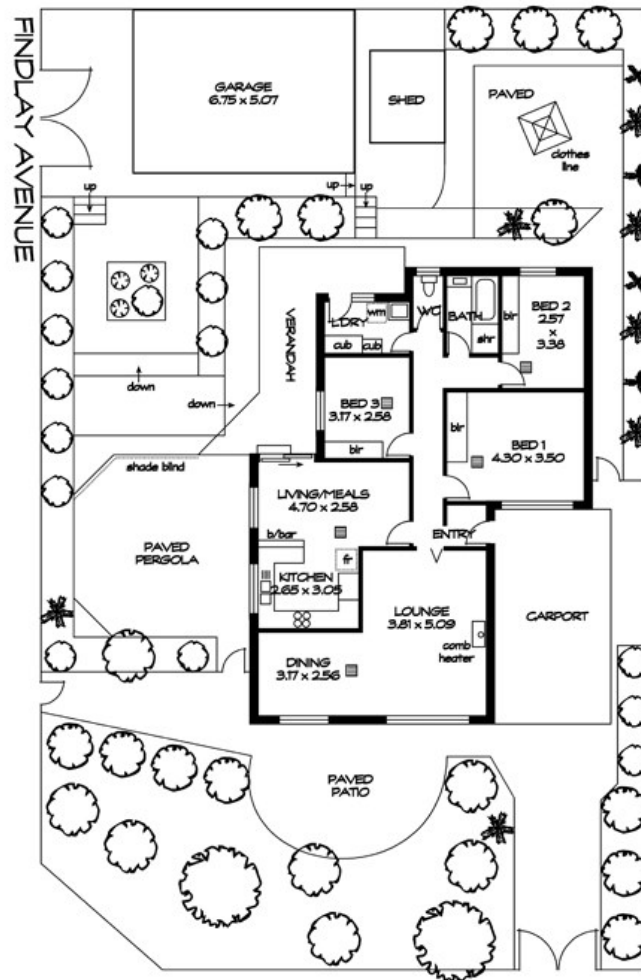 FINDLAY AVENUE
GARAGE
6.75 x 5.07
SHED
PAVED
clothes
line
up
up
up
VERANDAH
L'DRY
wm
cub
cub
WC
BATH
shr
blr
BED 2
2.57
x
3.38
down
down
BED 3
3.17 x 2.58
blr
blr
BED 1
4.30 x 3.50
shade blind
PAVED
PERGOLA
LIVING/MEALS
4.70 x 2.58
b/bar
fr
KITCHEN
2.65 x 3.05
ENTRY
LOUNGE
3.81 x 5.09
comb
heater
CARPORT
DINING
3.17 x 2.56
PAVED
PATIO